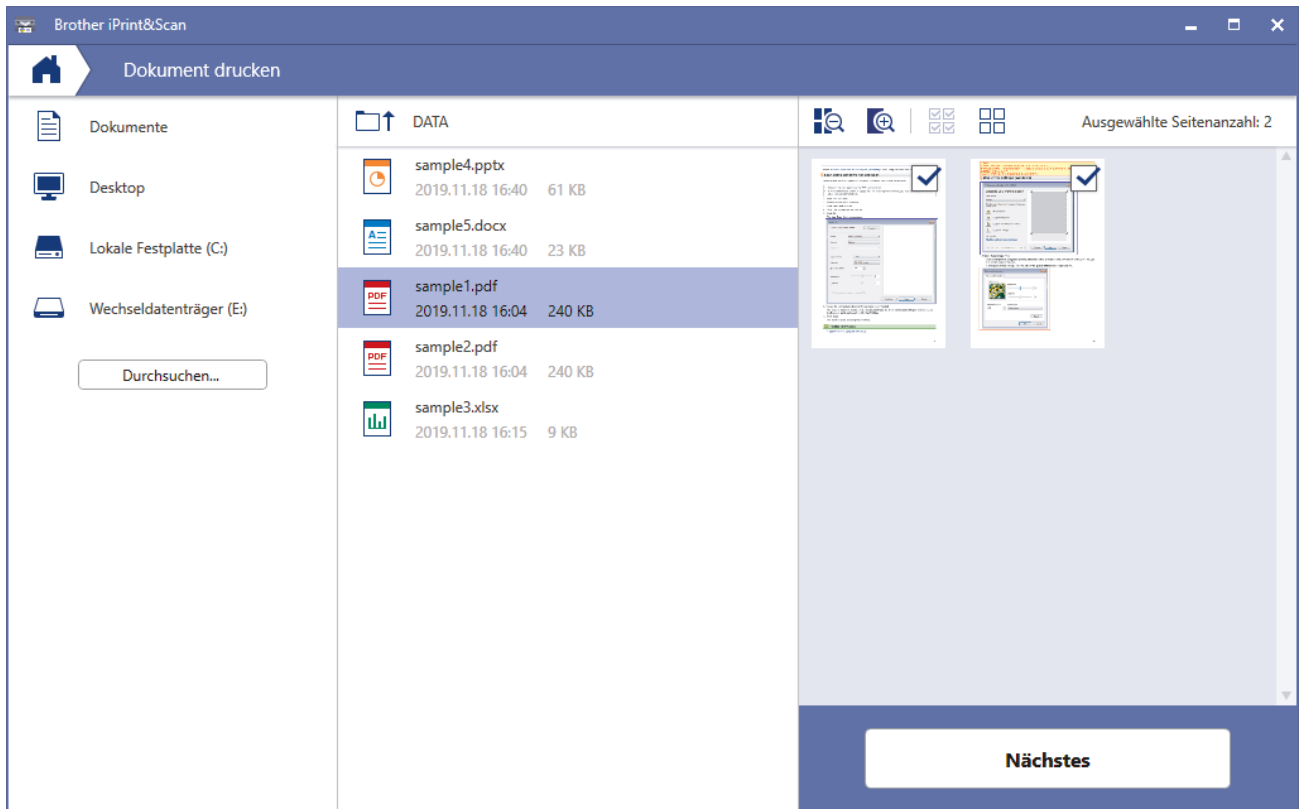 Brother iPrint&Scan
Dokument drucken
Dokumente
Desktop
Lokale Festplatte (C:)
Wechseldatenträger (E:)
Durchsuchen...
DATA
sample4.pptx
2019.11.18 16:40 61 KB
sample5.docx
2019.11.18 16:40 23 KB
PDF
sample1.pdf
2019.11.18 16:04 240 KB
PDF
sample2.pdf
2019.11.18 16:04 240 KB
sample3.xlsx
2019.11.18 16:15 9 KB
Ausgewählte Seitenanzahl: 2
Nächstes